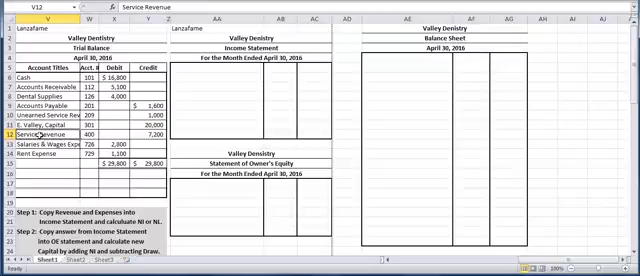 V12
Service Revenue
V W X Y Z AA AB AC AD AE AF AG AH
1 Lanzafame Lanzafame Valley Denistry
2 Valley Dentistry Valley Dentistry Balance Sheet
3 Trial Balance Income Statement April 30, 2016
4 April 30, 2016 For the Month Ended April 30, 2016
5 Account Titles Acct. # Debit Credit
6 Cash 101 $ 16,800
7 Accounts Receivable 112 5,100
8 Dental Supplies 126 4,000
9 Accounts Payable 201 $ 1,600
10 Unearned Service Rev 209 1,000
11 E. Valley, Capital 301 20,000
12 Service Revenue 400 7,200
13 Salaries & Wages Expe 726 2,800
14 Rent Expense 729 1,100 Valley Denistry
15 $ 29,800 $ 29,800 Statement of Owner's Equity
16 For the Month Ended April 30, 2016
17
18
19
20 Step 1: Copy Revenue and Expenses into
21 Income Statement and calculuate NI or NL.
22 Step 2: Copy answer from Income Statement
23 into OE statement and calculate new
24 Capital by adding NI and subtracting Draw.
Sheet1 Sheet2 Sheet3
Ready 100%